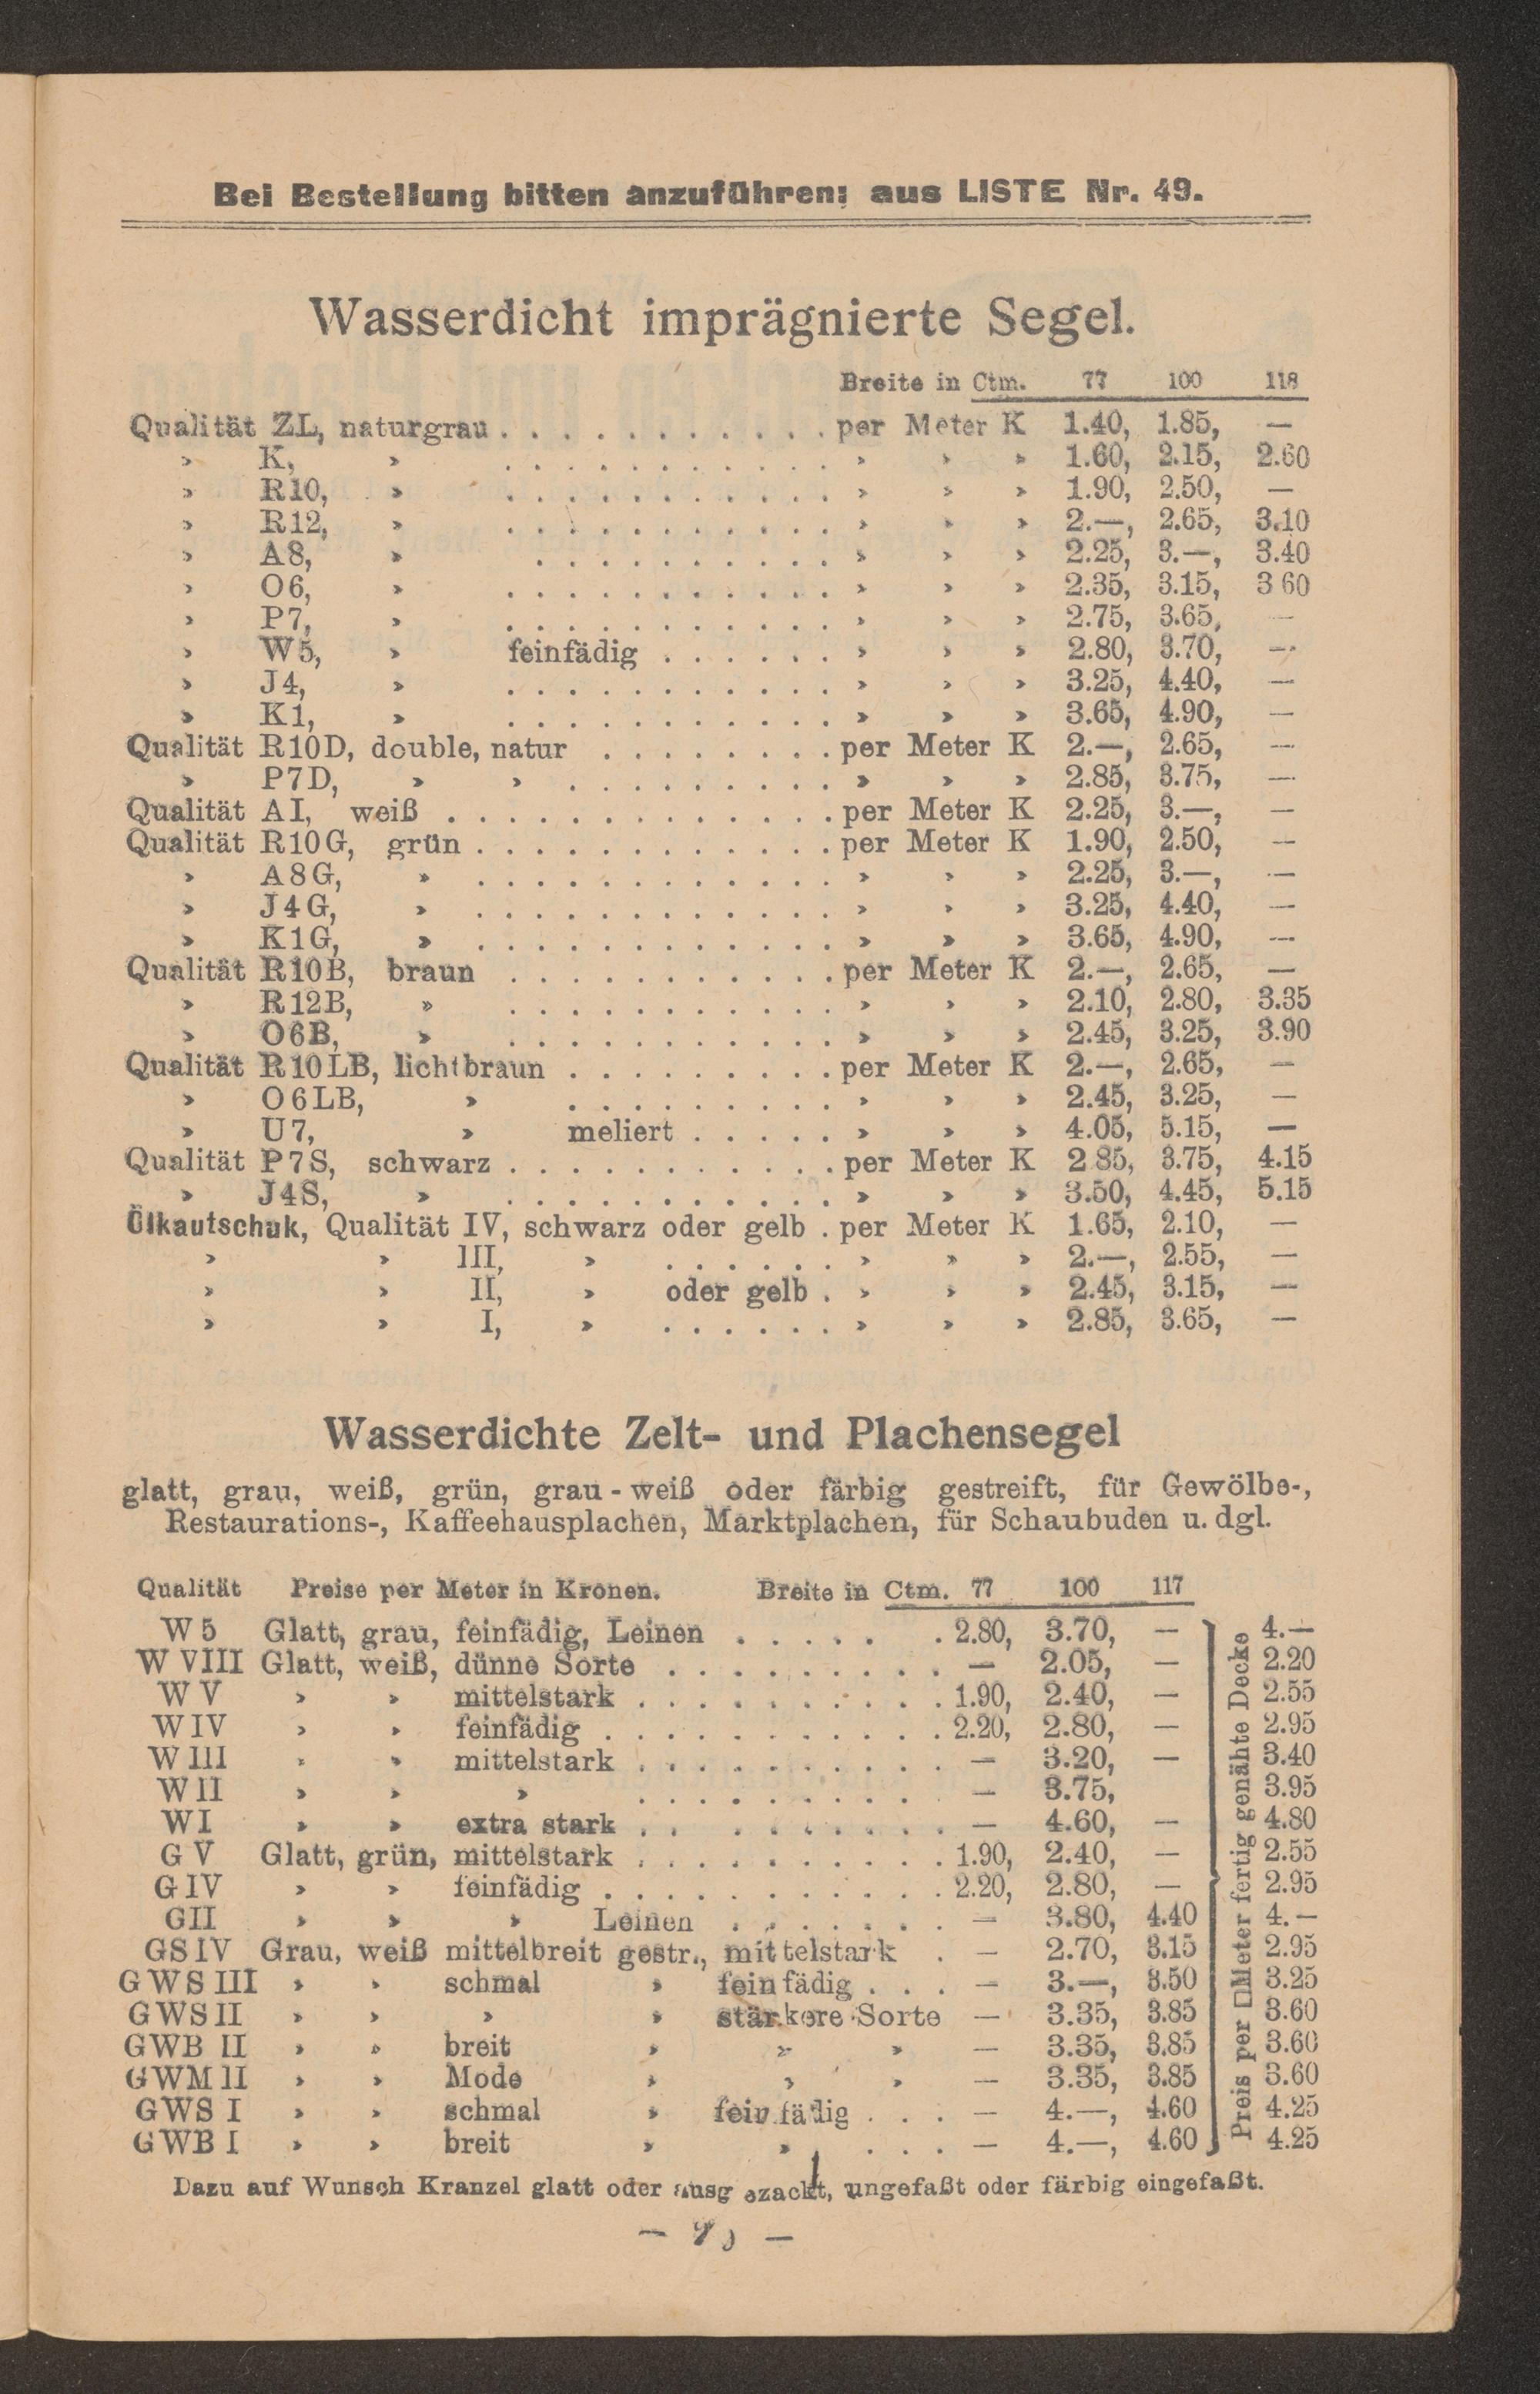 Bei Bestellung bitten anzuführen: aus LISTE Nr. 49.
Wasserdicht imprägnierte Segel.
Breite in Ctm. 77 100 118
Qualität ZL, naturgrau . . . . . . . . . . . per Meter K 1.40, 1.85, —
» K, » . . . . . . . . . . . » » » 1.60, 2.15, 2.60
» R10, » . . . . . . . . . . . » » » 1.90, 2.50, —
» R12, » . . . . . . . . . . . » » » 2.—, 2.65, 3.10
» A8, » . . . . . . . . . . » » » 2.25, 3.—, 3.40
» O6, » . . . . . . . . . . . » » » 2.35, 3.15, 3 60
» P7, » . . . . . . . . . . . » » » 2.75, 3.65, —
» W5, » feinfädig . . . . . . » » » 2.80, 3.70, —
» J4, » . . . . . . . . . . . » » » 3.25, 4.40, —
» K1, » . . . . . . . . . . . » » » 3.65, 4.90, —
Qualität R10D, double, natur . . . . . . . . per Meter K 2.—, 2.65, —
» P7D, » » . . . . . . . . . » » » 2.85, 3.75, —
Qualität AI, weiß . . . . . . . . . . . . . per Meter K 2.25, 3.—, —
Qualität R10G, grün . . . . . . . . . . . . per Meter K 1.90, 2.50, —
» A8G, » . . . . . . . . . . . . » » » 2.25, 3.—, —
» J4G, » . . . . . . . . . . . . » » » 3.25, 4.40, —
» K1G, » . . . . . . . . . . . . » » » 3.65, 4.90, —
Qualität R10B, braun . . . . . . . . . . . per Meter K 2.—, 2.65, —
» R12B, » . . . . . . . . . . . » » » 2.10, 2.80, 3.35
» O6B, » . . . . . . . . . . . » » » 2.45, 3.25, 3.90
Qualität R10LB, lichtbraun . . . . . . . . . per Meter K 2.—, 2.65, —
» O6LB, » . . . . . . . . . » » » 2.45, 3.25, —
» U7, » meliert . . . . . » » » 4.05, 5.15, —
Qualität P7S, schwarz . . . . . . . . . . . per Meter K 2 85, 3.75, 4.15
» J4S, » . . . . . . . . . . . » » » 3.50, 4.45, 5.15
Ölkautschuk, Qualität IV, schwarz oder gelb . per Meter K 1.65, 2.10, —
» » III, » . . . . . . » » » 2.—, 2.55, —
» » II, » oder gelb . » » » 2.45, 3.15, —
» » I, » . . . . . . » » » 2.85, 3.65, —
Wasserdichte Zelt- und Plachensegel
glatt, grau, weiß, grün, grau-weiß oder färbig gestreift, für Gewölbe-,
Restaurations-, Kaffeehausplachen, Marktplachen, für Schaubuden u. dgl.
Qualität Preise per Meter in Kronen. Breite in Ctm. 77 100 117
W 5 Glatt, grau, feinfädig, Leinen . . . . . . 2.80, 3.70, — 4.—
W VIII Glatt, weiß, dünne Sorte . . . . . . . . . — 2.05, — 2.20
W V » » mittelstark . . . . . . . . . . 1.90, 2.40, — 2.55
W IV » » feinfädig . . . . . . . . . . . 2.20, 2.80, — 2.95
W III » » mittelstark . . . . . . . . . . — 3.20, — 3.40
W II » » » . . . . . . . . . . — 3.75, 3.95
W I » » extra stark . . . . . . . . . — 4.60, — 4.80
G V Glatt, grün, mittelstark . . . . . . . . . . 1.90, 2.40, — 2.55
G IV » » feinfädig . . . . . . . . . . . 2.20, 2.80, — 2.95
GII » » » Leinen . . . . . . . — 3.80, 4.40 4.—
GS IV Grau, weiß mittelbreit gestr., mittelstark . — 2.70, 3.15 2.95
GWS III » » schmal » feinfädig . . . — 3.—, 3.50 3.25
GWS II » » » » stärkere Sorte — 3.35, 3.85 3.60
GWB II » » breit » » » — 3.35, 3.85 3.60
GWM II » » Mode » » » — 3.35, 3.85 3.60
GWS I » » schmal » feinfädig . . . — 4.—, 4.60 4.25
GWB I » » breit » » . . . — 4.—, 4.60 4.25
Preis per □Meter fertig genähte Decke
Dazu auf Wunsch Kranzel glatt oder ausgezackt, ungefaßt oder färbig eingefaßt.